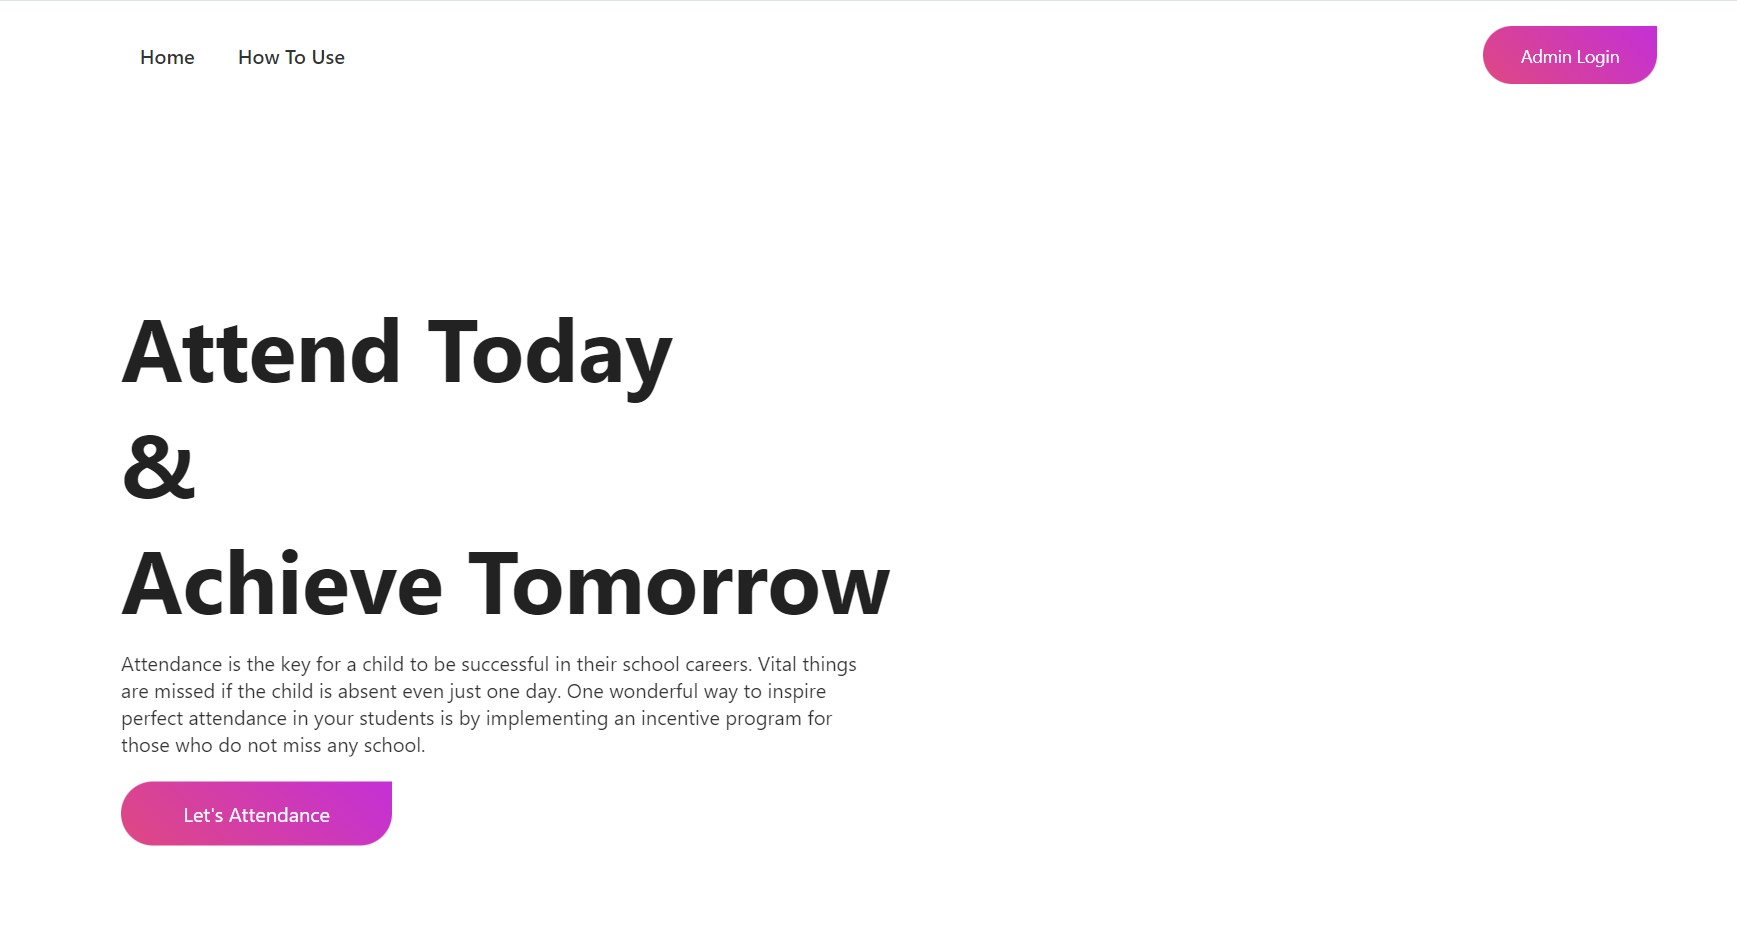 Home
How To Use
Admin Login
Attend Today
&
Achieve Tomorrow
Attendance is the key for a child to be successful in their school careers. Vital things
are missed if the child is absent even just one day. One wonderful way to inspire
perfect attendance in your students is by implementing an incentive program for
those who do not miss any school.
Let's Attendance